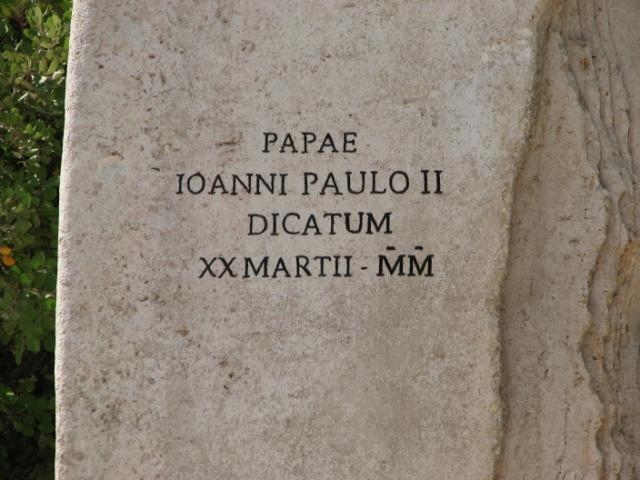 PAPAE
IOANNI PAULO II
DICATUM
XX MARTII - M̄M̄